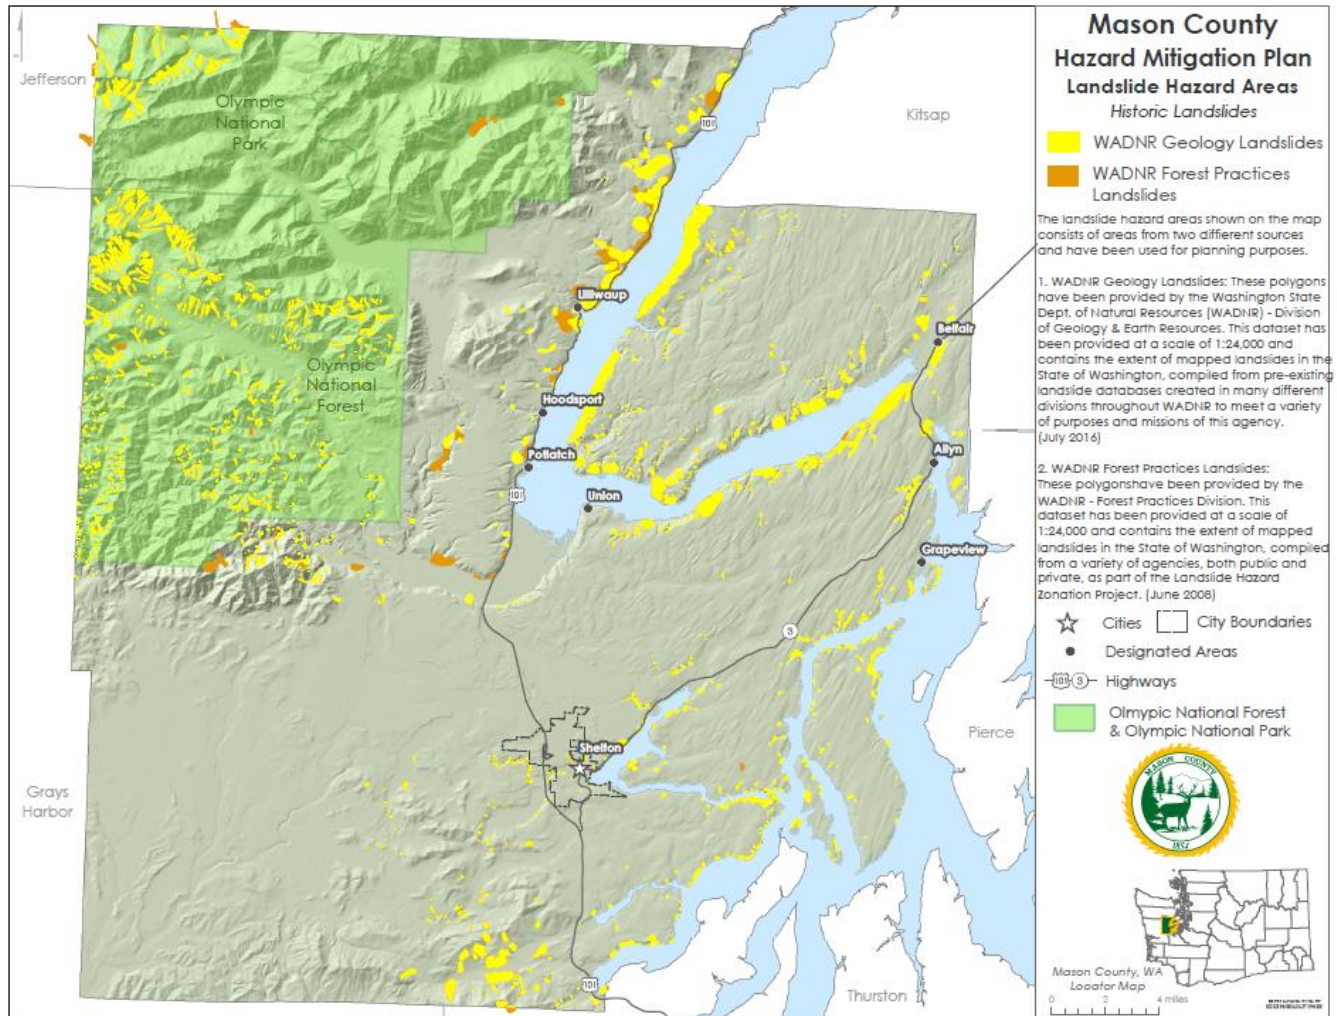 Mason County
Hazard Mitigation Plan
Landslide Hazard Areas
Historic Landslides
WADNR Geology Landslides
WADNR Forest Practices
Landslides
The landslide hazard areas shown on the map
consists of areas from two different sources
and have been used for planning purposes.
1. WADNR Geology Landslides: These polygons
have been provided by the Washington State
Dept. of Natural Resources (WADNR) - Division
of Geology & Earth Resources. This dataset has
been provided at a scale of 1:24,000 and
contains the extent of mapped landslides in the
State of Washington, compiled from pre-existing
landslide databases created in many different
divisions throughout WADNR to meet a variety
of purposes and missions of this agency.
(July 2016)
2. WADNR Forest Practices Landslides:
These polygonshave been provided by the
WADNR - Forest Practices Division. This
dataset has been provided at a scale of
1:24,000 and contains the extent of mapped
landslides in the State of Washington, compiled
from a variety of agencies, both public and
private, as part of the Landslide Hazard
Zonation Project. (June 2008)
Cities
City Boundaries
Designated Areas
101 3 Highways
Olmypic National Forest
& Olympic National Park
MASON COUNTY
1854
Mason County, WA
Locator Map
0 2 4 miles
CONSULTING
Jefferson
Olympic
National
Park
101
Kitsap
Lilliwaup
Belfair
Olympic
National
Forest
Hoodsport
Potlatch
Allyn
101
Union
Grapeview
3
Shelton
Pierce
Grays
Harbor
101
Thurston